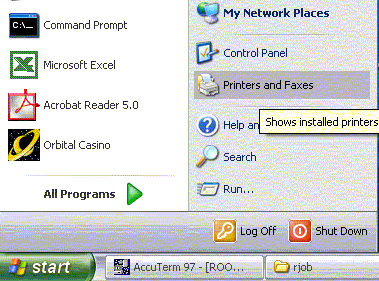 Command Prompt
Microsoft Excel
Acrobat Reader 5.0
Orbital Casino
All Programs
My Network Places
Control Panel
Printers and Faxes
Help an
Shows installed printers
Search
Run...
Log Off
Shut Down
start
AccuTerm 97 - [ROO...
rjob